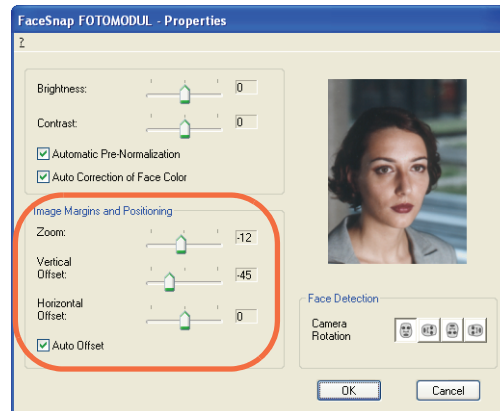 FaceSnap FOTOMODUL - Properties
?
Brightness: 0
Contrast: 0
Automatic Pre-Normalization
Auto Correction of Face Color
Image Margins and Positioning
Zoom: -12
Vertical
Offset: -45
Horizontal
Offset: 0
Auto Offset
Face Detection
Camera
Rotation
OK Cancel